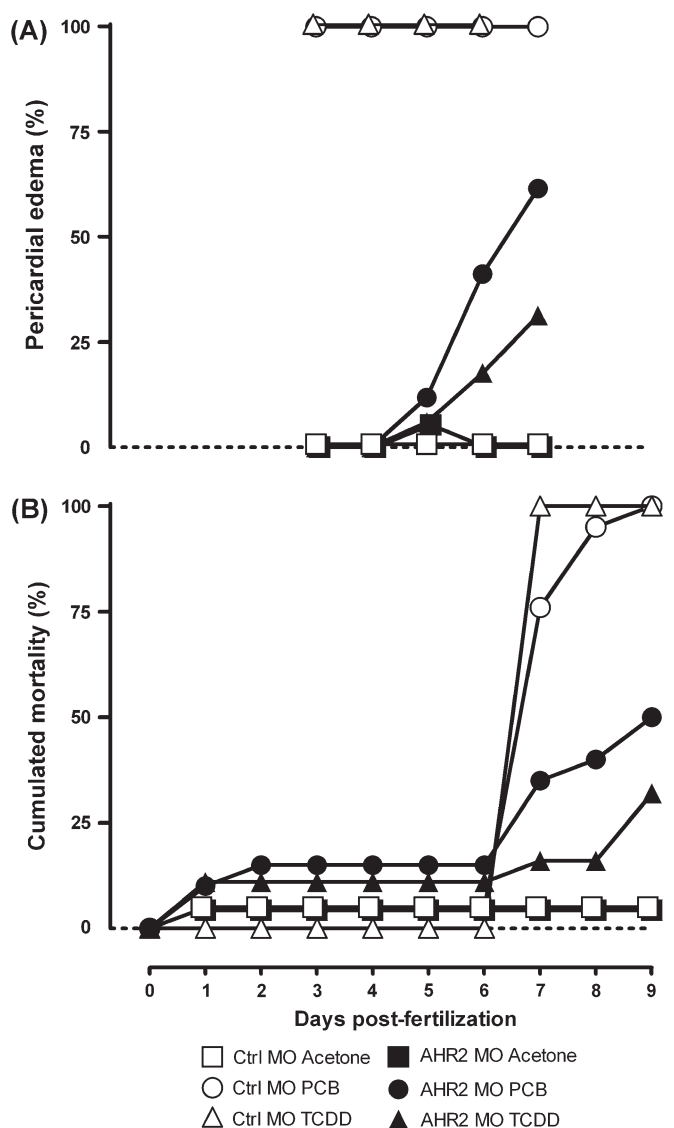 (A)
100
75
50
25
0
Pericardial edema (%)
(B)
100
75
50
25
0
Cumulated mortality (%)
0 1 2 3 4 5 6 7 8 9
Days post-fertilization
Ctrl MO Acetone AHR2 MO Acetone
Ctrl MO PCB AHR2 MO PCB
Ctrl MO TCDD AHR2 MO TCDD